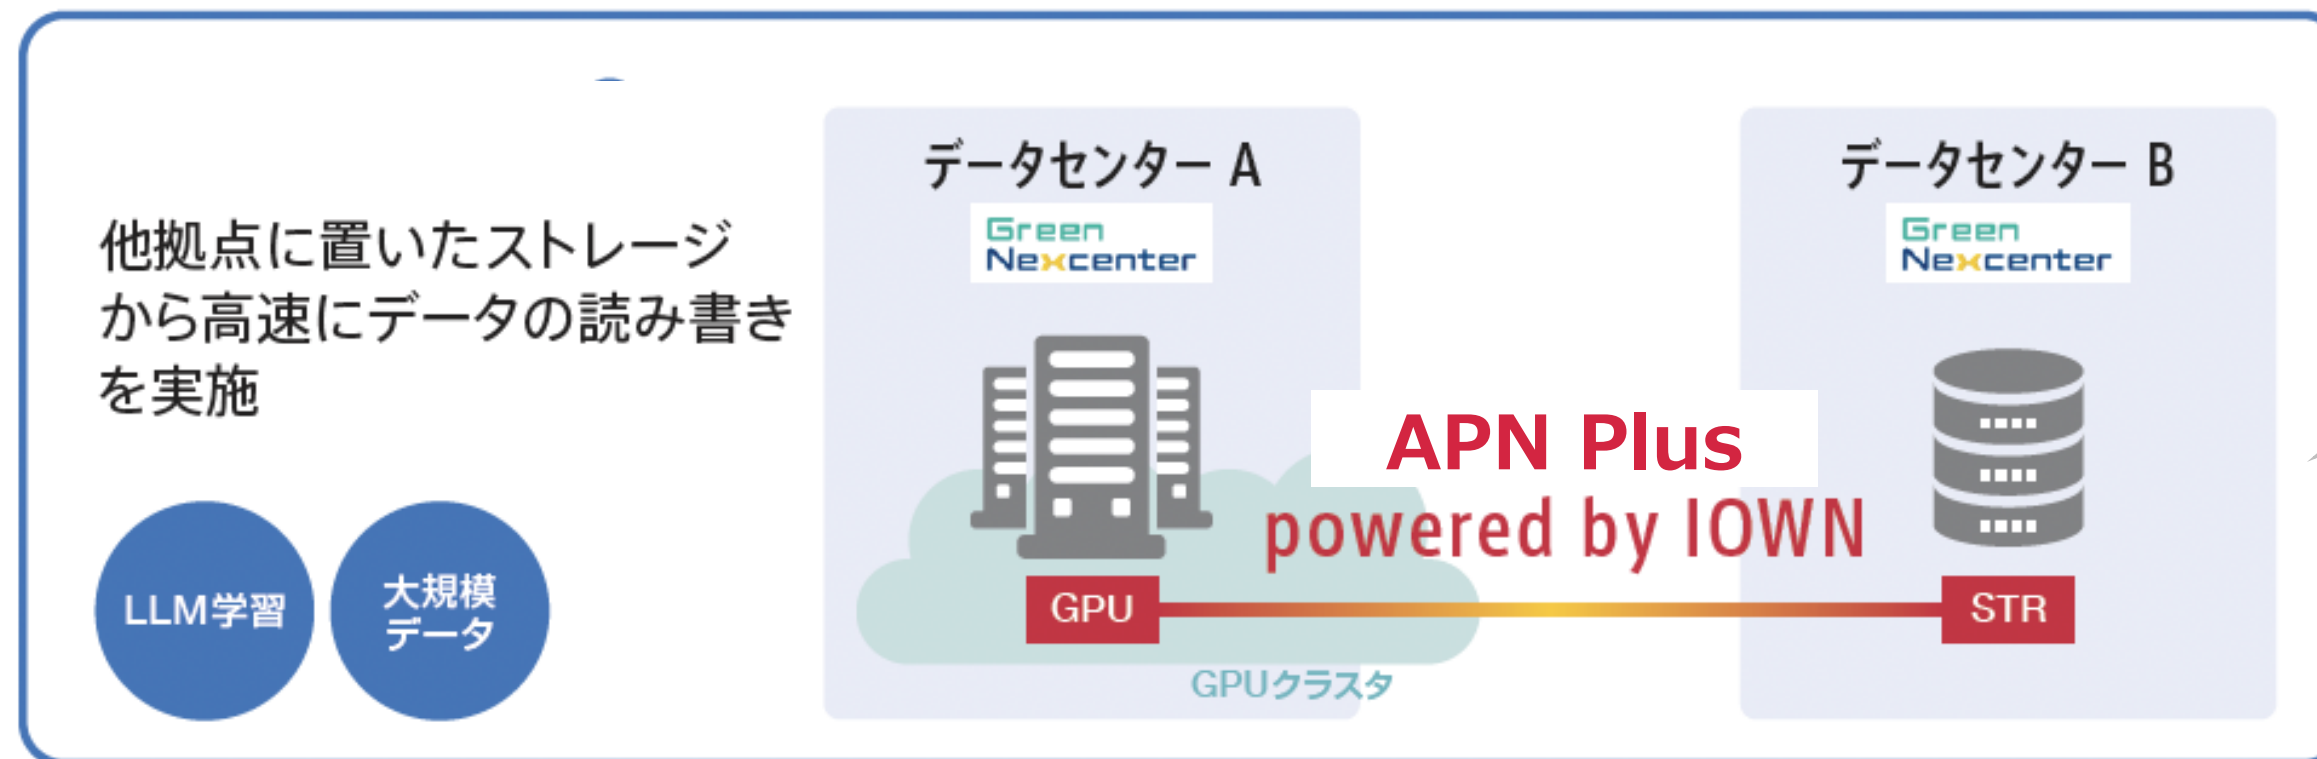 他拠点に置いたストレージ
から高速にデータの読み書き
を実施
LLM学習
大規模
データ
データセンター A
Green
Nexcenter
データセンター B
Green
Nexcenter
APN Plus
powered by IOWN
GPU
STR
GPUクラスタ